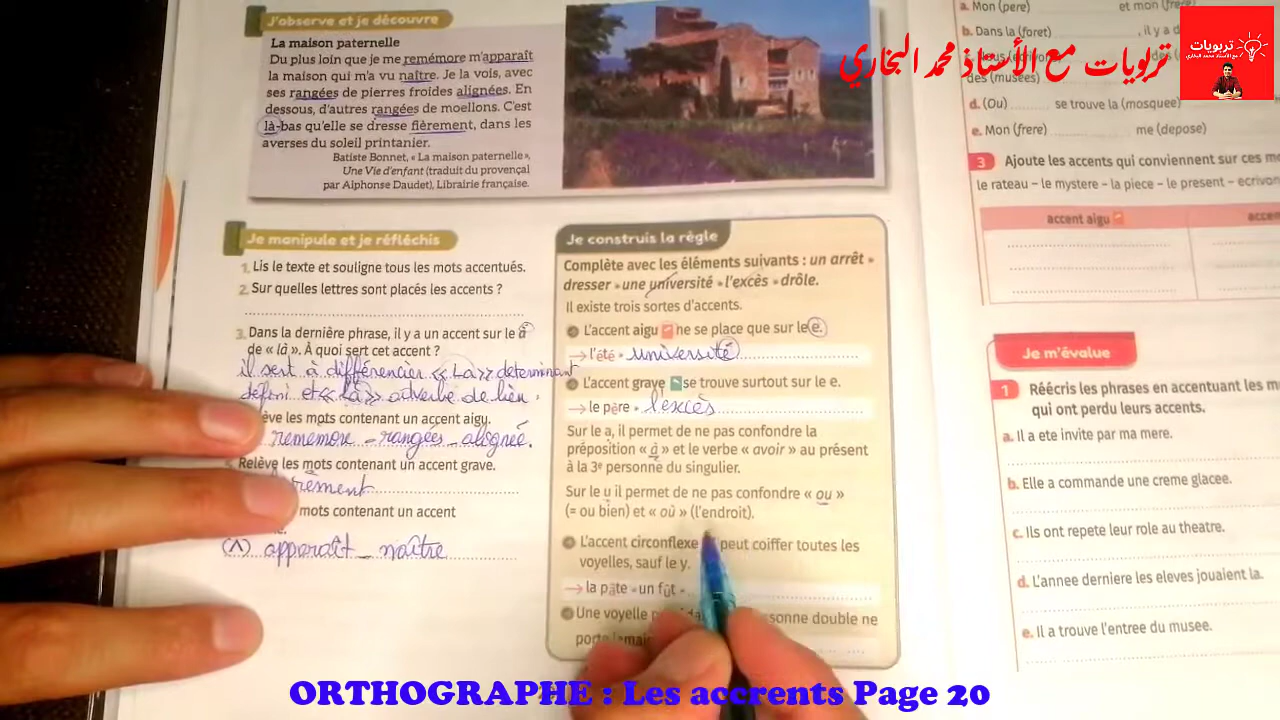 J'observe et je découvre
La maison paternelle
Du plus loin que je me remémore m'apparaît
la maison qui m'a vu naître. Je la vois, avec
ses rangées de pierres froides alignées. En
dessous, d'autres rangées de moellons. C'est
là-bas qu'elle se dresse fièrement, dans les
averses du soleil printanier.
Batiste Bonnet, « La maison paternelle »,
Une Vie d'enfant (traduit du provençal
par Alphonse Daudet), Librairie française.
Je manipule et je réfléchis
1. Lis le texte et souligne tous les mots accentués.
2. Sur quelles lettres sont placés les accents ?
3. Dans la dernière phrase, il y a un accent sur le à
de « là ». À quoi sert cet accent ?
il sert à différencier « La » determinant
défini et « Là » adverbe de lieu.
ève les mots contenant un accent aigu.
rememore - rangées - alignée.
Relève les mots contenant un accent grave.
rêment
mots contenant un accent
(^) apparaît - naître
Je construis la règle
Complète avec les éléments suivants : un arrêt •
dresser • une université • l'excès • drôle.
Il existe trois sortes d'accents.
L'accent aigu ne se place que sur le e.
→ l'été • université
L'accent grave se trouve surtout sur le e.
→ le père • l'excès
Sur le a, il permet de ne pas confondre la
préposition « à » et le verbe « avoir » au présent
à la 3e personne du singulier.
Sur le u il permet de ne pas confondre « ou »
(= ou bien) et « où » (l'endroit).
L'accent circonflexe peut coiffer toutes les
voyelles, sauf le y.
→ la pâte • un fût •
Une voyelle sonne double ne
porte jamais
a. Mon (pere) et mon (frere)
b. Dans la (foret) , il y a d
des (musees)
d. (Ou) se trouve la (mosquee)
e. Mon (frere) me (depose)
3 Ajoute les accents qui conviennent sur ces m
le rateau – le mystere – la piece – le present – ecrivon
accent aigu
accen
Je m'évalue
1 Réécris les phrases en accentuant les m
qui ont perdu leurs accents.
a. Il a ete invite par ma mere.
b. Elle a commande une creme glacee.
c. Ils ont repete leur role au theatre.
d. L'annee derniere les eleves jouaient la.
e. Il a trouve l'entree du musee.
تربويات مع الأستاذ محمد البخاري
تربويات
مع الأستاذ محمد البخاري
ORTHOGRAPHE : Les accrents Page 20